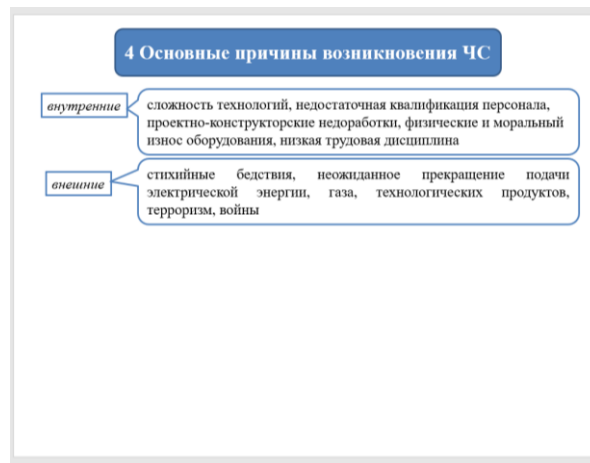 4 Основные причины возникновения ЧС
внутренние
сложность технологий, недостаточная квалификация персонала,
проектно-конструкторские недоработки, физические и моральный
износ оборудования, низкая трудовая дисциплина
внешние
стихийные бедствия, неожиданное прекращение подачи
электрической энергии, газа, технологических продуктов,
терроризм, войны